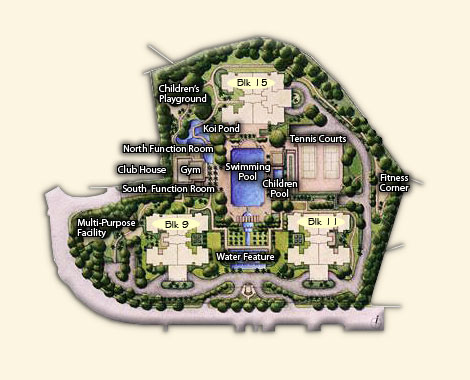 Blk 15
Children's
Playground
Koi Pond
North Function Room
Tennis Courts
Club House
Gym
Swimming
Pool
Children
Pool
Fitness
Corner
South Function Room
Multi-Purpose
Facility
Blk 9
Blk 11
Water Feature